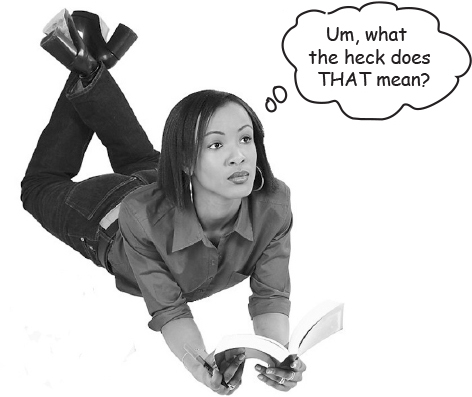 Um, what
the heck does
THAT mean?